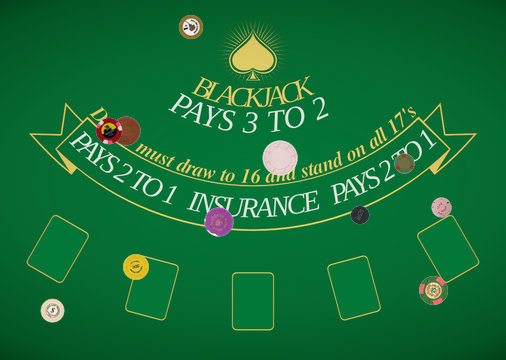 BLACKJACK
PAYS 3 TO 2
must draw to 16 and stand on all 17's
PAYS 2 TO 1 INSURANCE PAYS 2 TO 1